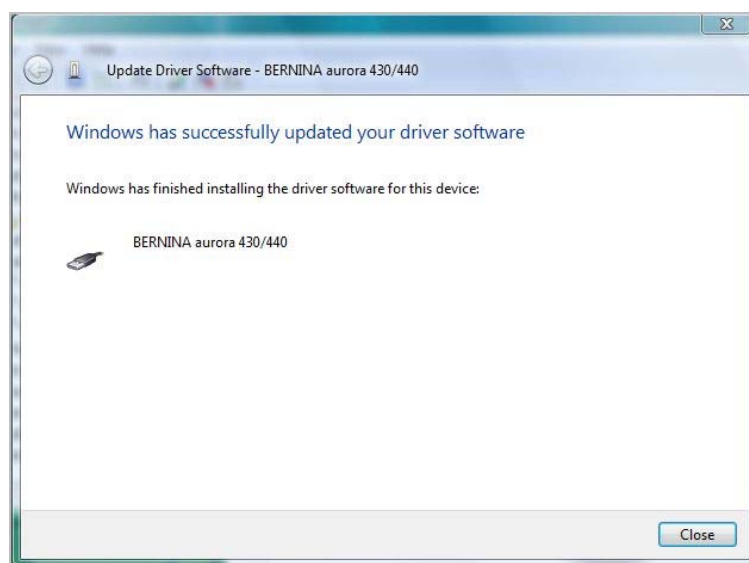 Update Driver Software - BERNINA aurora 430/440
Windows has successfully updated your driver software
Windows has finished installing the driver software for this device:
BERNINA aurora 430/440
Close